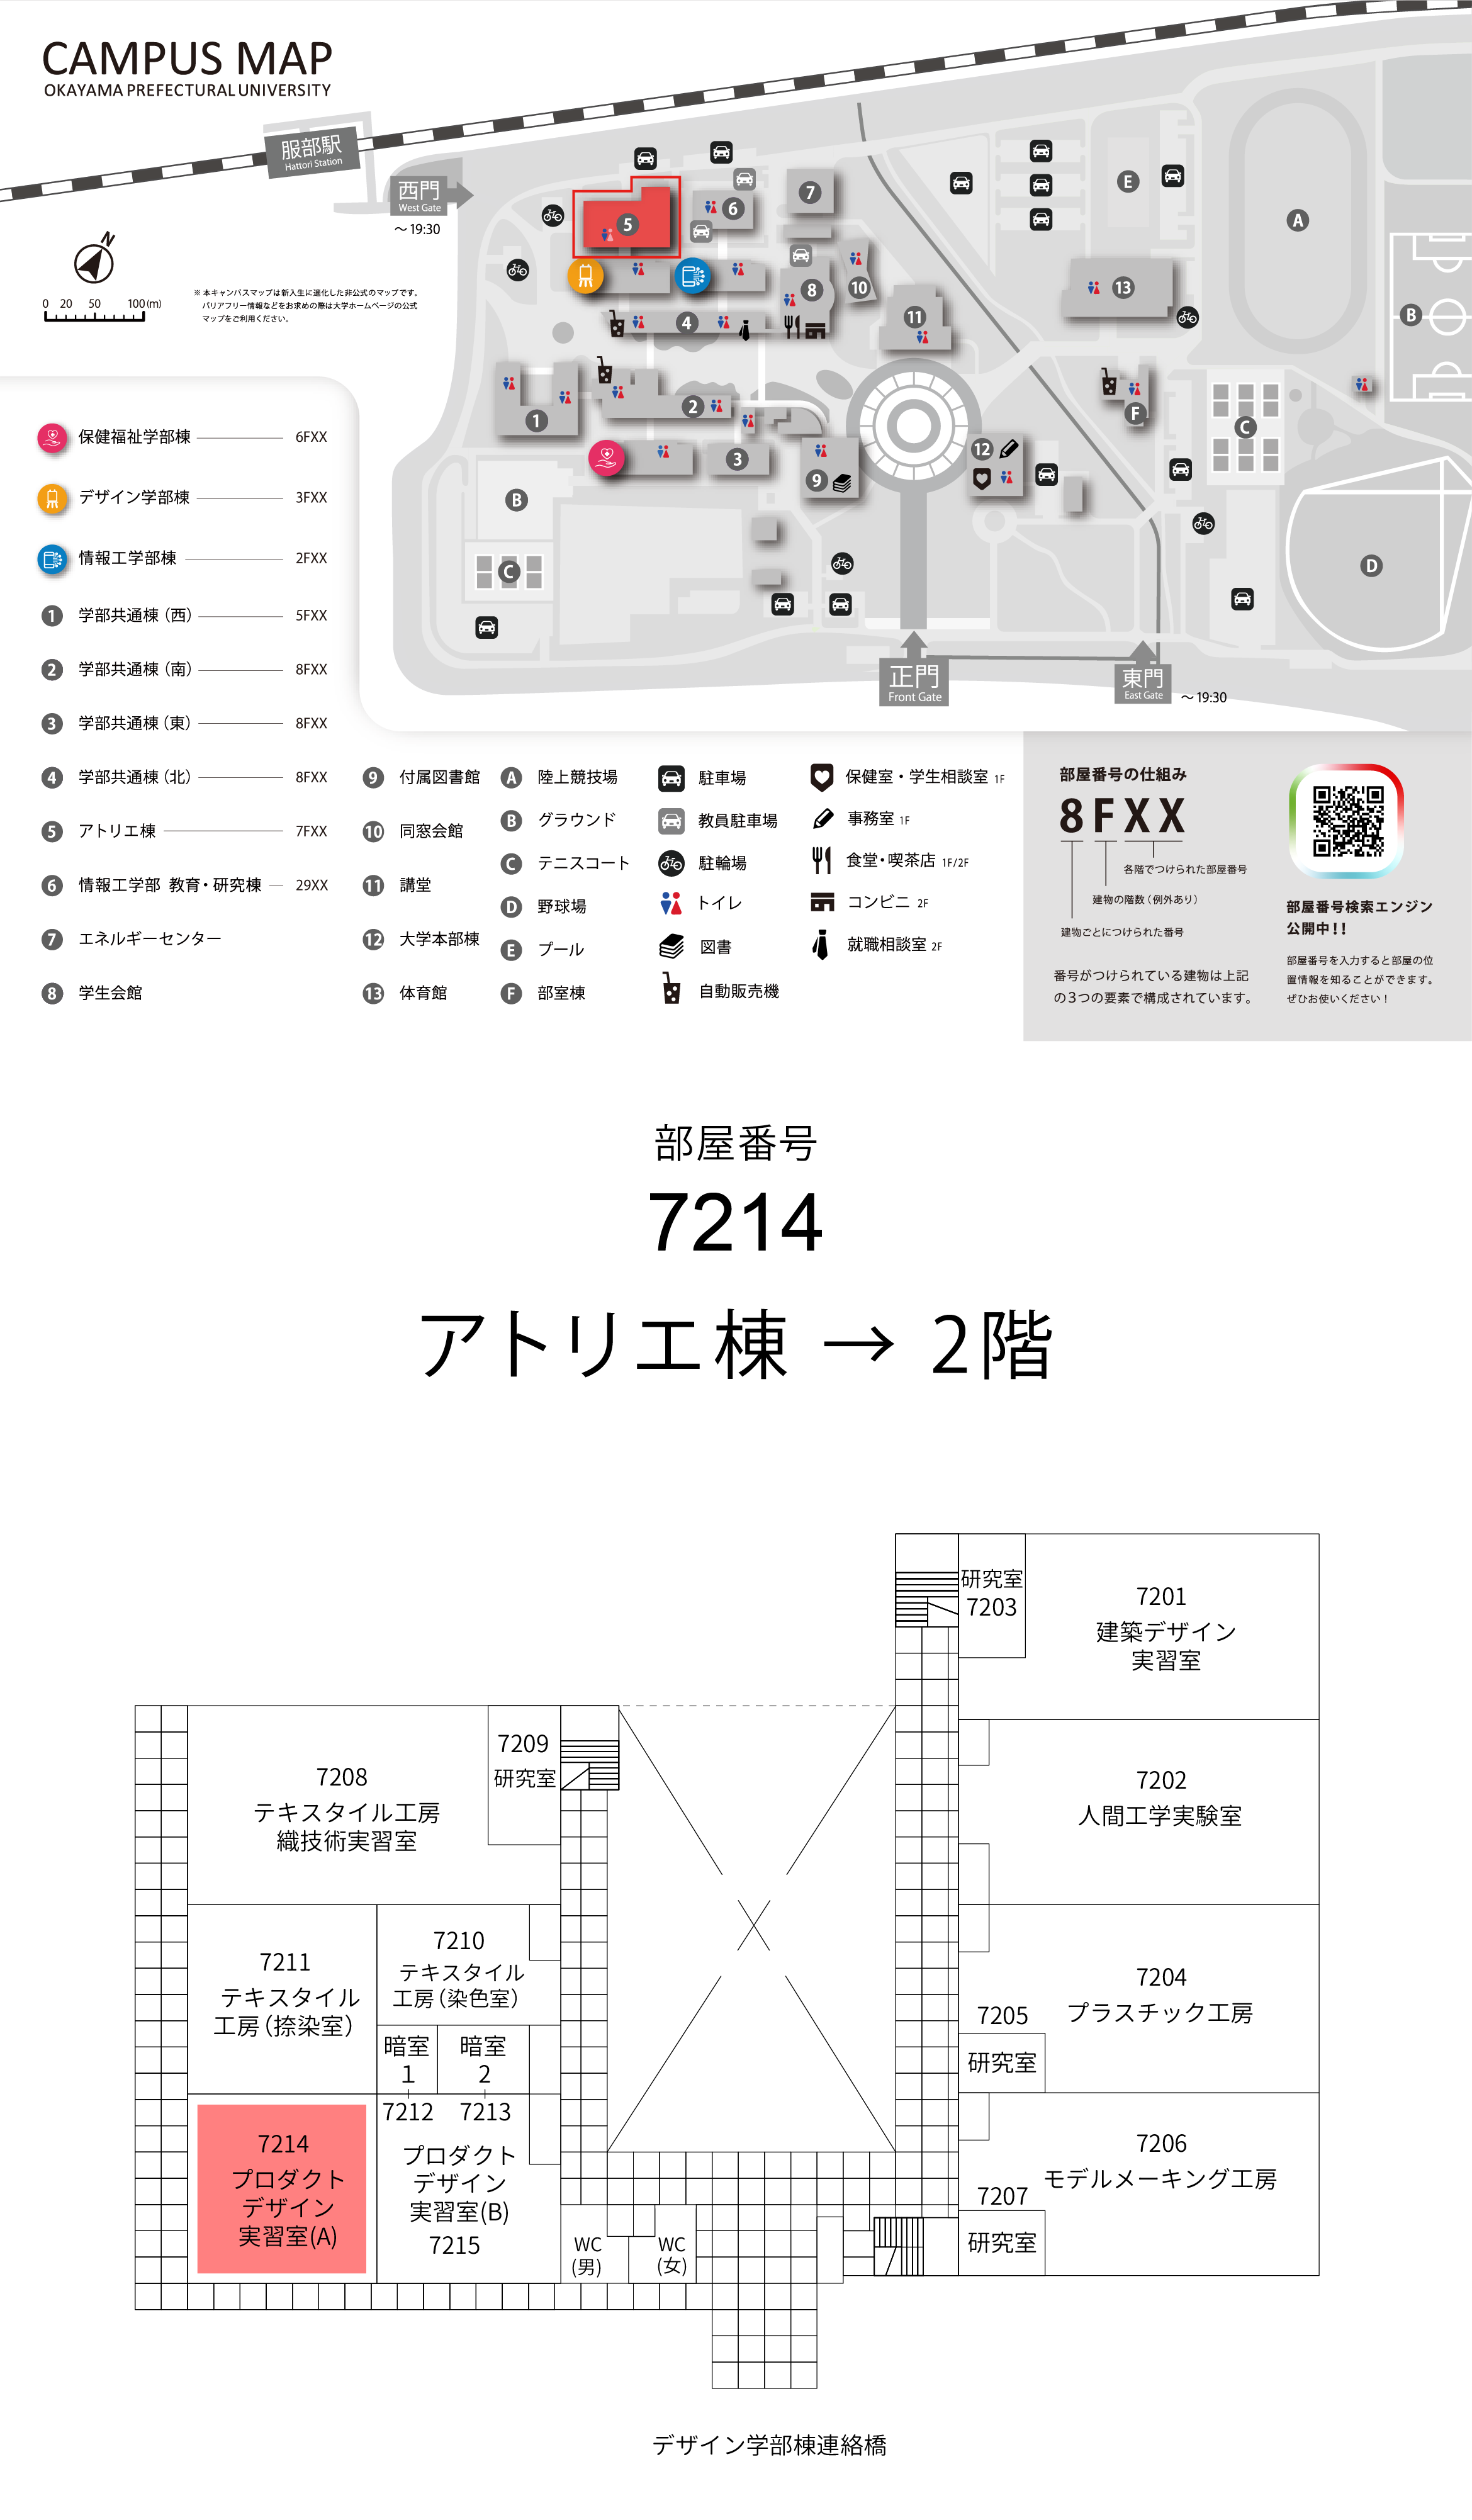 CAMPUS MAP
OKAYAMA PREFECTURAL UNIVERSITY
服部駅
Hattori Station
西門
West Gate
～19:30
N
0 20 50 100(m)
※本キャンパスマップは新入生に適化した非公式のマップです。
バリアフリー情報などをお求めの際は大学ホームページの公式
マップをご利用ください。
5
6
7
8
10
4
11
13
E
A
B
1
2
3
9
12
F
C
B
C
D
正門
Front Gate
東門
East Gate
～19:30
保健福祉学部棟 6FXX
デザイン学部棟 3FXX
情報工学部棟 2FXX
1 学部共通棟（西） 5FXX
2 学部共通棟（南） 8FXX
3 学部共通棟（東） 8FXX
4 学部共通棟（北） 8FXX
5 アトリエ棟 7FXX
6 情報工学部 教育・研究棟 29XX
7 エネルギーセンター
8 学生会館
9 付属図書館
10 同窓会館
11 講堂
12 大学本部棟
13 体育館
A 陸上競技場
B グラウンド
C テニスコート
D 野球場
E プール
F 部室棟
駐車場
教員駐車場
駐輪場
トイレ
図書
自動販売機
保健室・学生相談室 1F
事務室 1F
食堂・喫茶店 1F/2F
コンビニ 2F
就職相談室 2F
部屋番号の仕組み
8FXX
各階でつけられた部屋番号
建物の階数（例外あり）
建物ごとにつけられた番号
番号がつけられている建物は上記
の3つの要素で構成されています。
部屋番号検索エンジン
公開中！！
部屋番号を入力すると部屋の位
置情報を知ることができます。
ぜひお使いください！
部屋番号
7214
アトリエ棟 → 2階
研究室
7203
7201
建築デザイン
実習室
7209
研究室
7208
テキスタイル工房
織技術実習室
7202
人間工学実験室
7211
テキスタイル
工房（捺染室）
7210
テキスタイル
工房（染色室）
7204
プラスチック工房
7205
研究室
暗室
1
暗室
2
7212
7213
7214
プロダクト
デザイン
実習室(A)
プロダクト
デザイン
実習室(B)
7215
7206
モデルメーキング工房
7207
研究室
WC
(男)
WC
(女)
デザイン学部棟連絡橋